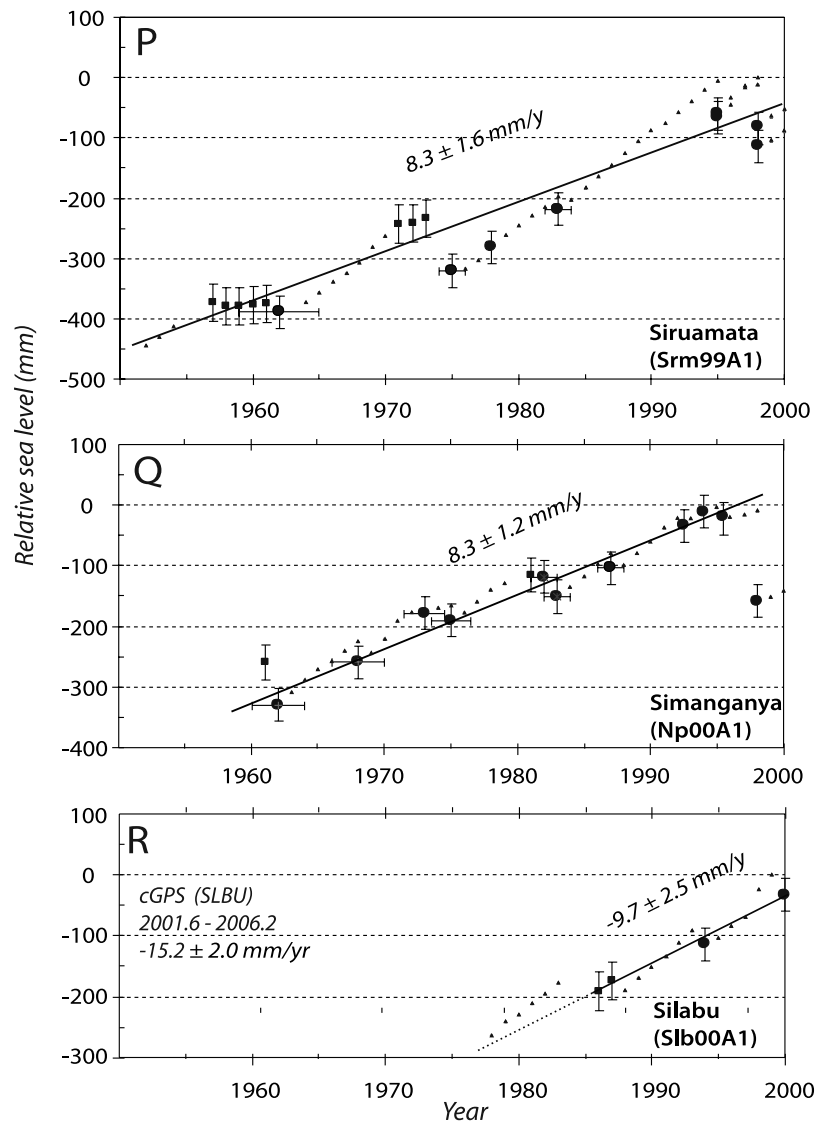 P
100
0
-100
-200
-300
-400
-500
8.3 ± 1.6 mm/y
Siruamata
(Srm99A1)
1960 1970 1980 1990 2000
Relative sea level (mm)
Q
100
0
-100
-200
-300
-400
8.3 ± 1.2 mm/y
Simanganya
(Np00A1)
1960 1970 1980 1990 2000
R
100
0
-100
-200
-300
cGPS (SLBU)
2001.6 - 2006.2
-15.2 ± 2.0 mm/yr
-9.7 ± 2.5 mm/y
Silabu
(Slb00A1)
1960 1970 1980 1990 2000
Year